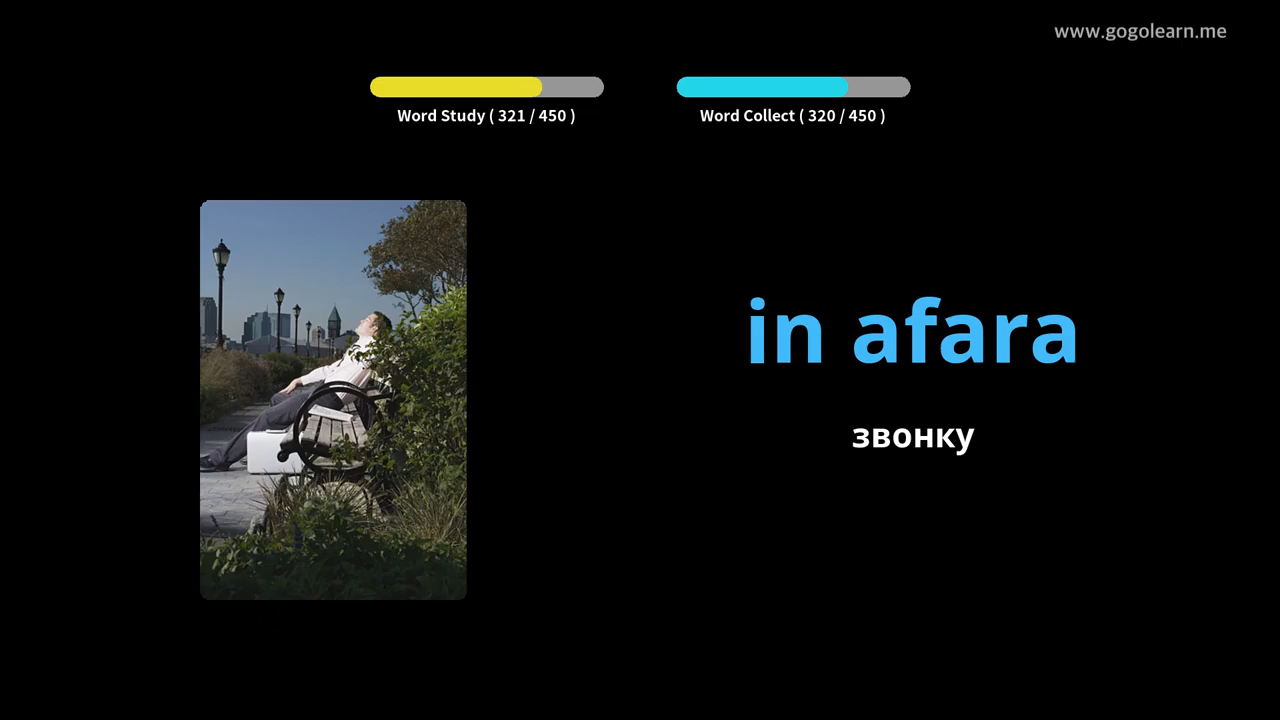 www.gogolearn.me
Word Study ( 321 / 450 )
Word Collect ( 320 / 450 )
in afara
звонку